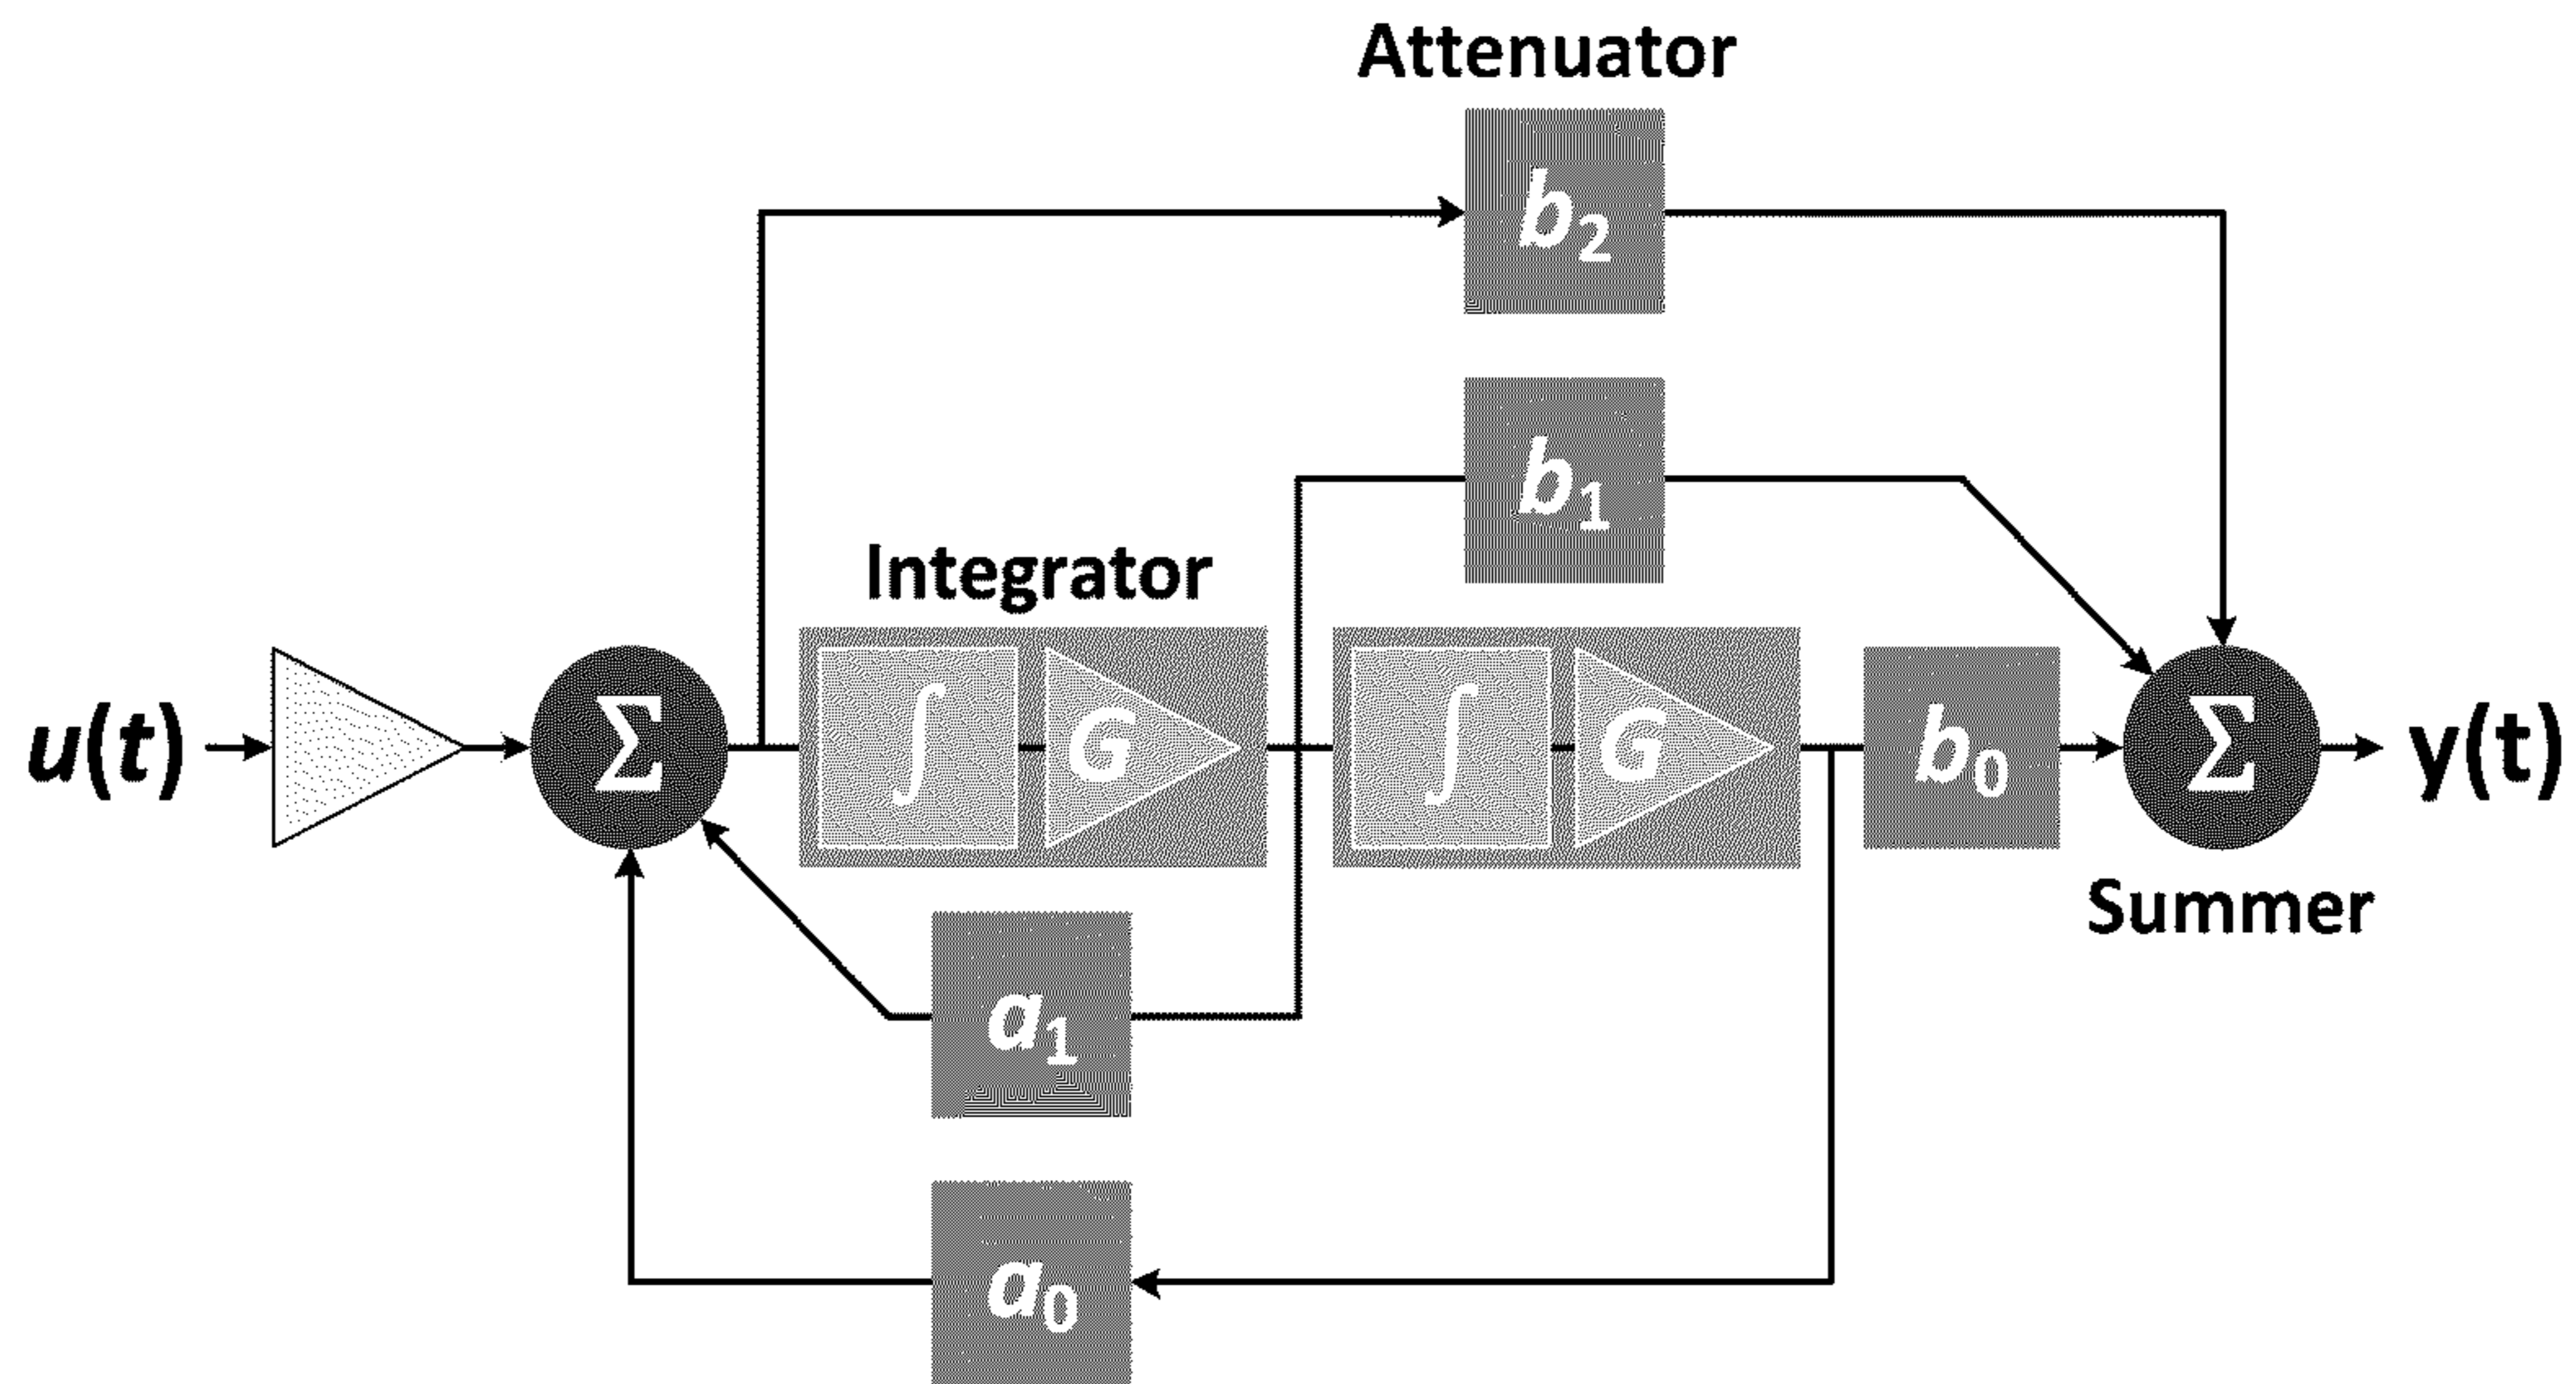 Attenuator
b2
b1
Integrator
u(t)
Σ
∫
G
∫
G
b0
Σ
y(t)
Summer
a1
a0